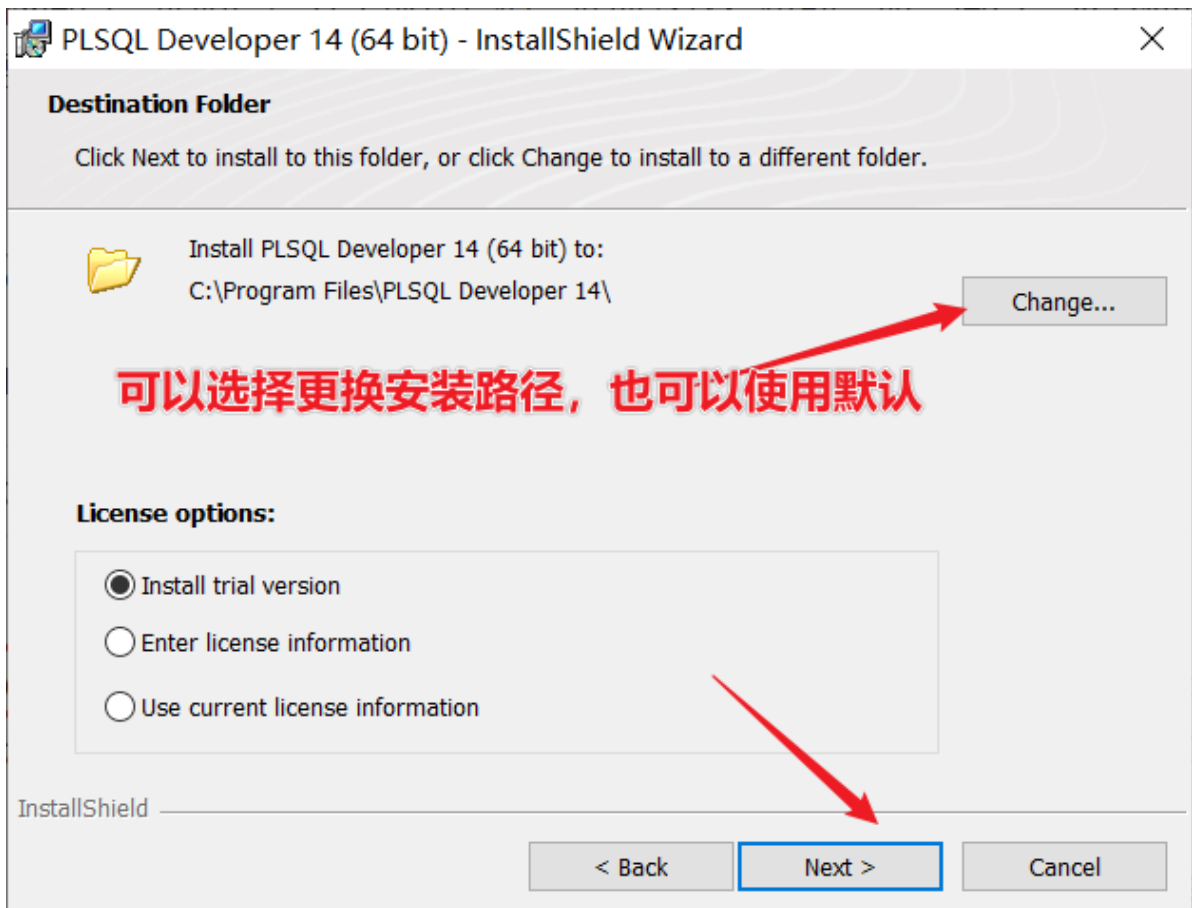 PLSQL Developer 14 (64 bit) - InstallShield Wizard
Destination Folder
Click Next to install to this folder, or click Change to install to a different folder.
Install PLSQL Developer 14 (64 bit) to:
C:\Program Files\PLSQL Developer 14\
Change...
可以选择更换安装路径，也可以使用默认
License options:
Install trial version
Enter license information
Use current license information
InstallShield
< Back
Next >
Cancel